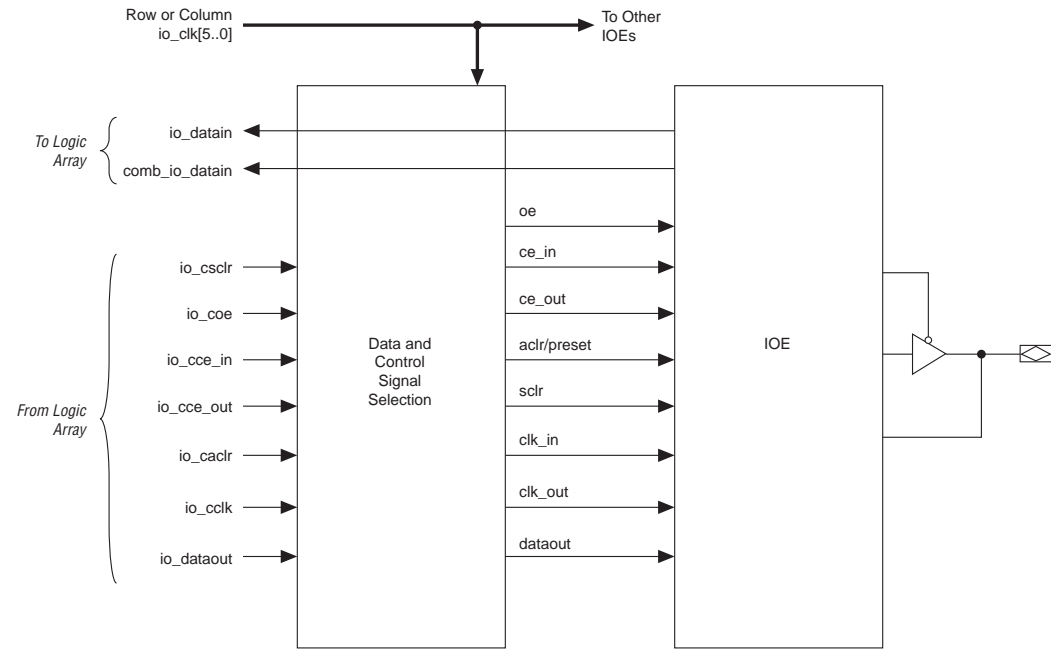 Row or Column
io_clk[5..0]
To Other
IOEs
To Logic
Array
io_datain
comb_io_datain
From Logic
Array
io_csclr
io_coe
io_cce_in
io_cce_out
io_caclr
io_cclk
io_dataout
Data and
Control
Signal
Selection
oe
ce_in
ce_out
aclr/preset
sclr
clk_in
clk_out
dataout
IOE